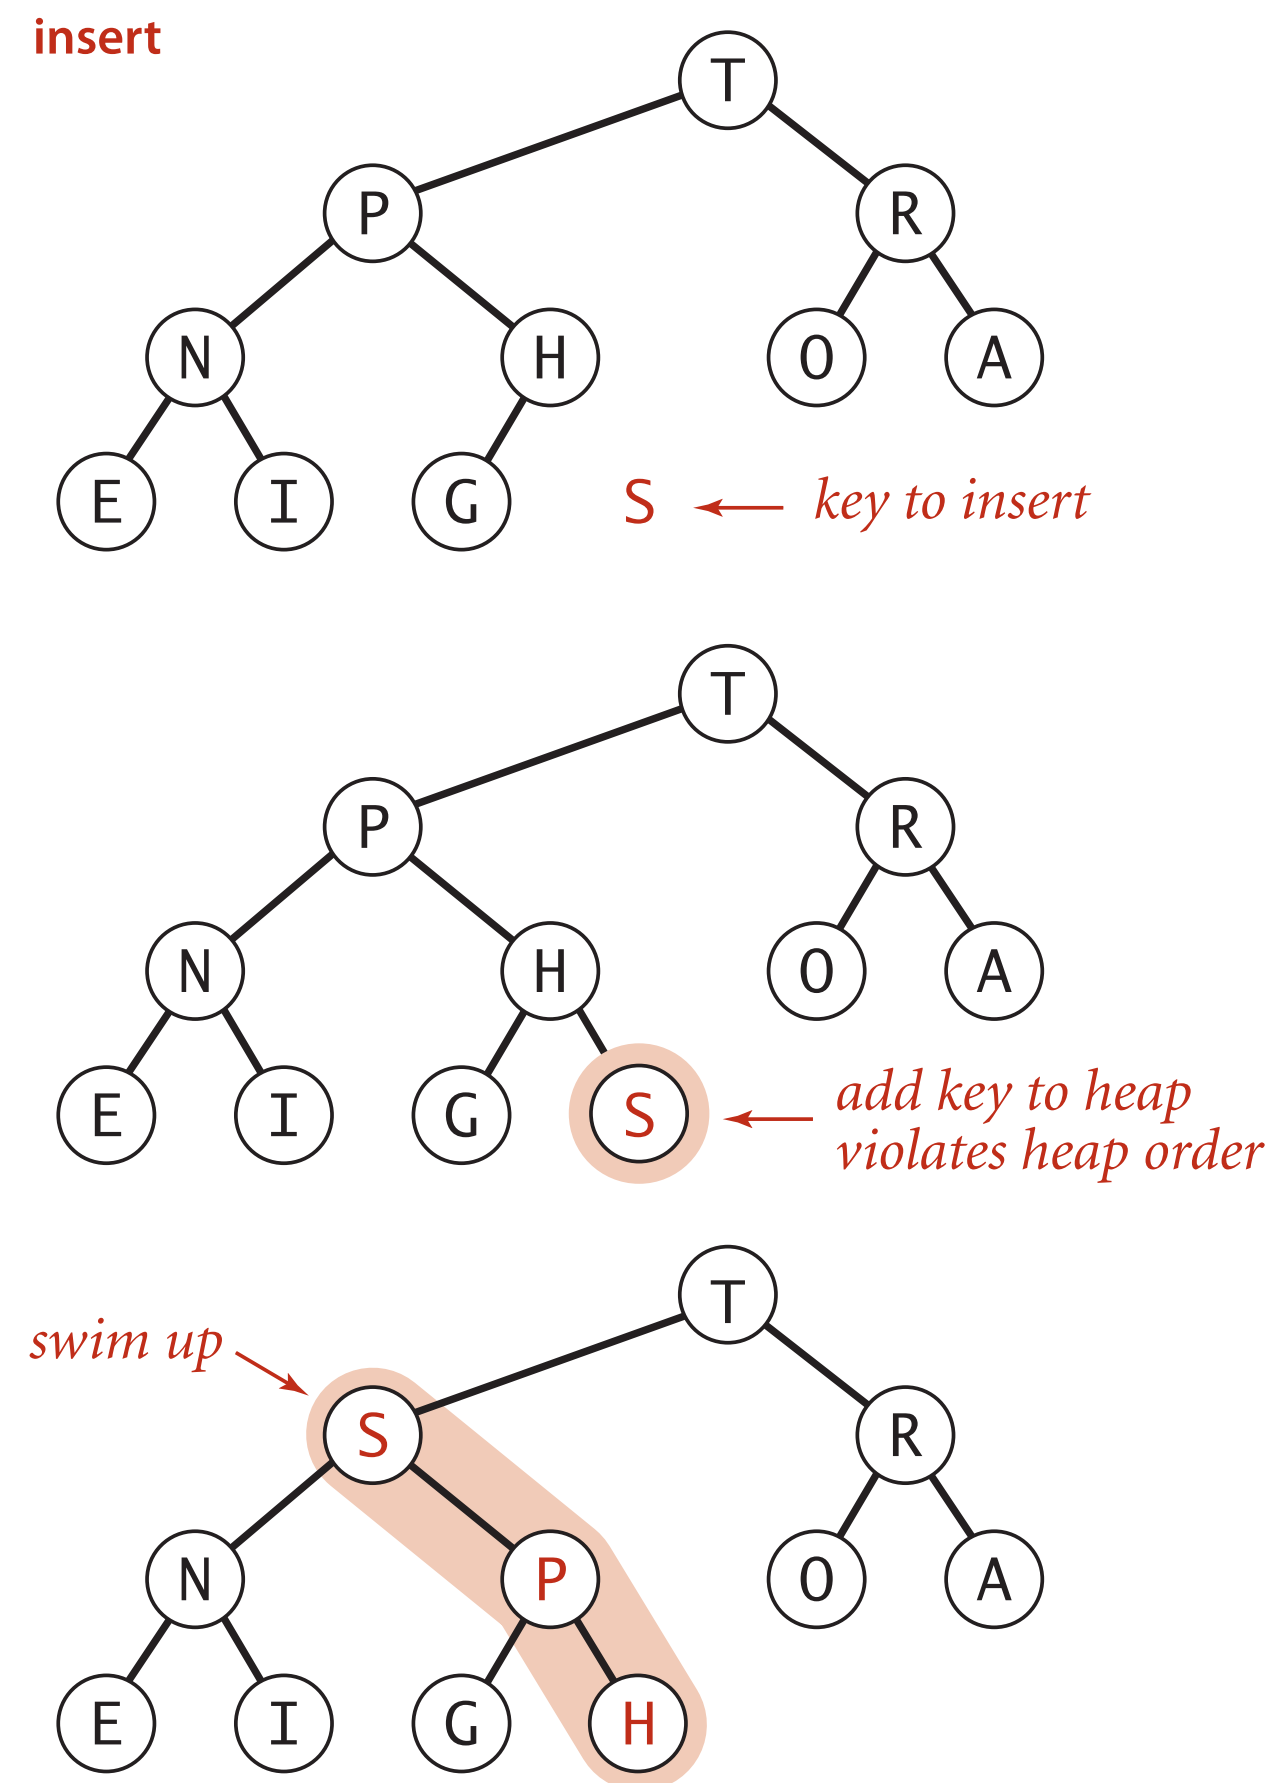 insert
T
P R
N H O A
E I G S key to insert
T
P R
N H O A
E I G S add key to heap
violates heap order
T
swim up
S R
N P O A
E I G H